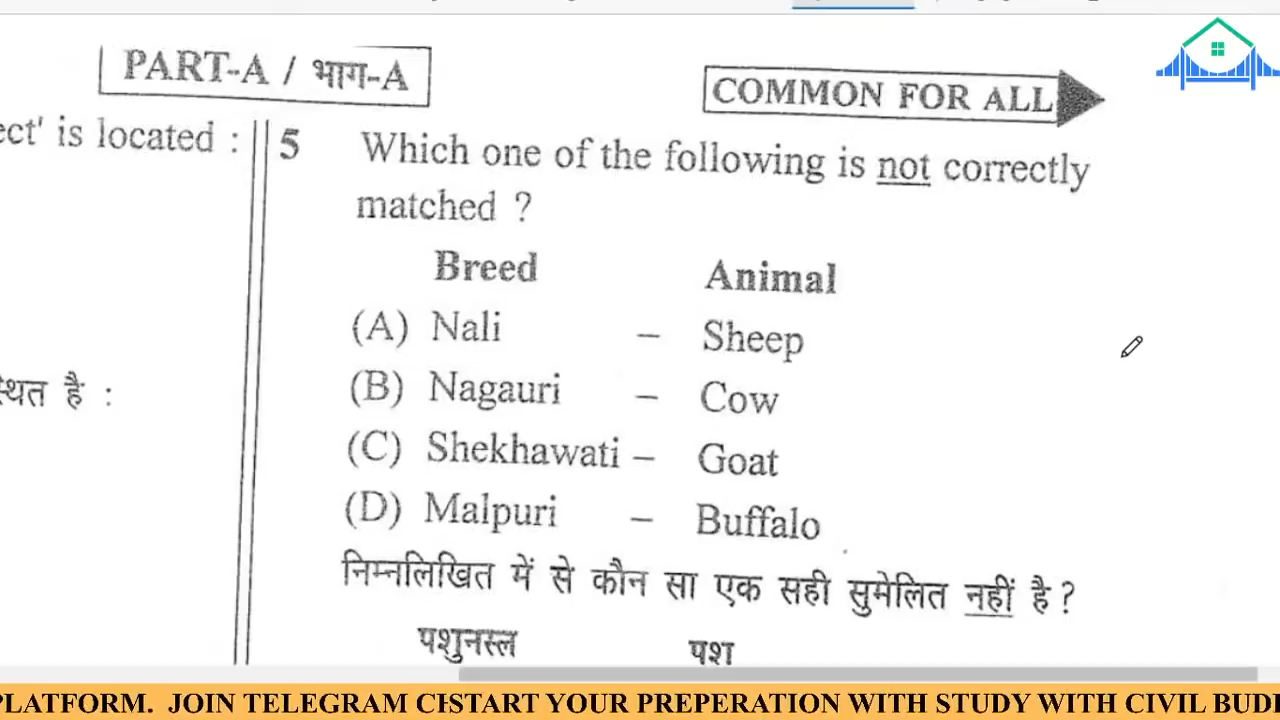 PART-A / भाग-A
COMMON FOR ALL
ect' is located :
स्थित है :
5 Which one of the following is not correctly
matched ?
Breed Animal
(A) Nali – Sheep
(B) Nagauri – Cow
(C) Shekhawati – Goat
(D) Malpuri – Buffalo
निम्नलिखित में से कौन सा एक सही सुमेलित नहीं है ?
पशुनस्ल पशु
PLATFORM. JOIN TELEGRAM CHSTART YOUR PREPERATION WITH STUDY WITH CIVIL BUDI